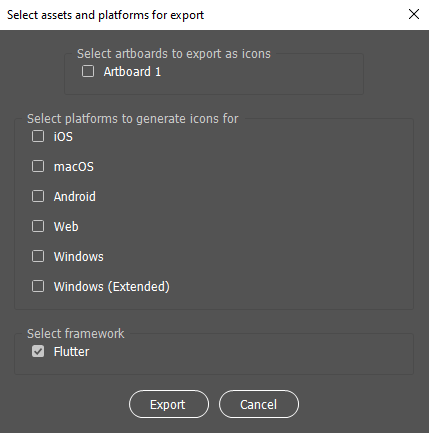 Select assets and platforms for export
Select artboards to export as icons
Artboard 1
Select platforms to generate icons for
iOS
macOS
Android
Web
Windows
Windows (Extended)
Select framework
Flutter
Export
Cancel